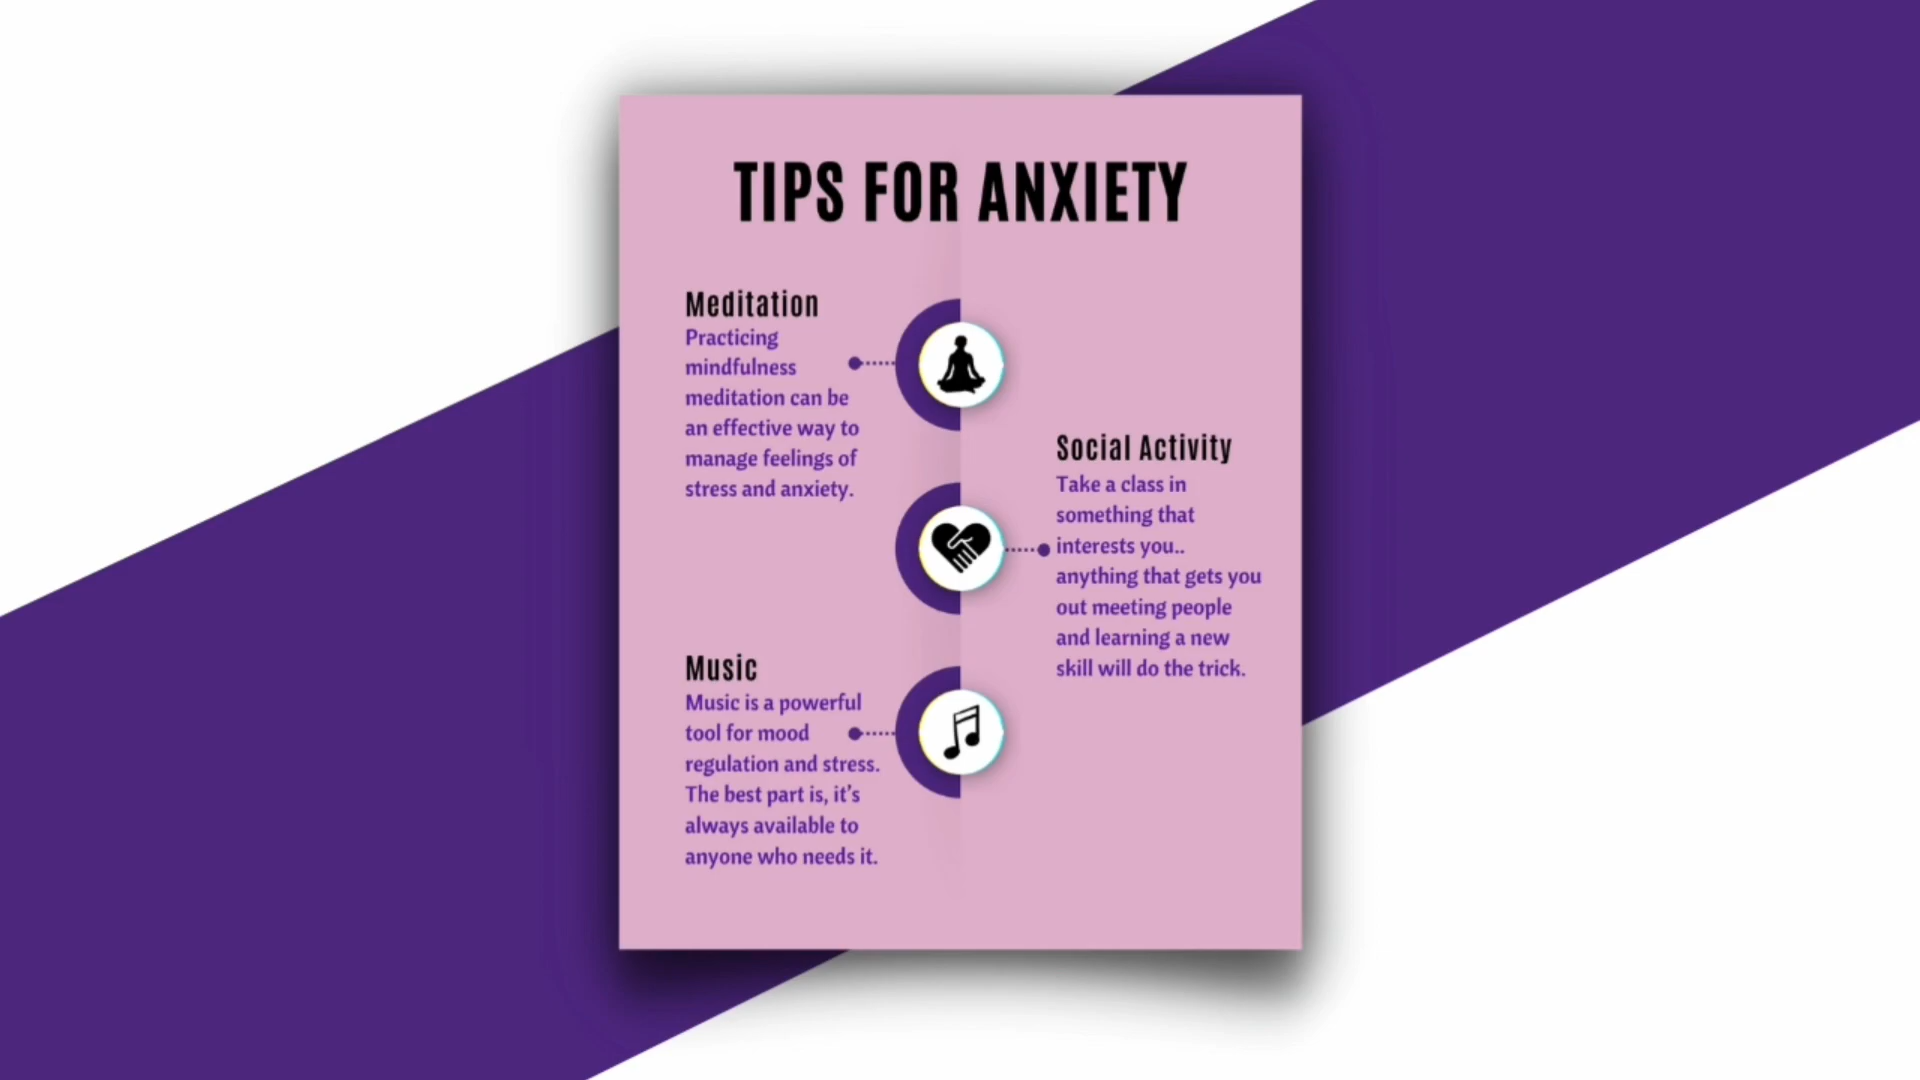 TIPS FOR ANXIETY
Meditation
Practicing
mindfulness
meditation can be
an effective way to
manage feelings of
stress and anxiety.
Social Activity
Take a class in
something that
interests you..
anything that gets you
out meeting people
and learning a new
skill will do the trick.
Music
Music is a powerful
tool for mood
regulation and stress.
The best part is, it's
always available to
anyone who needs it.